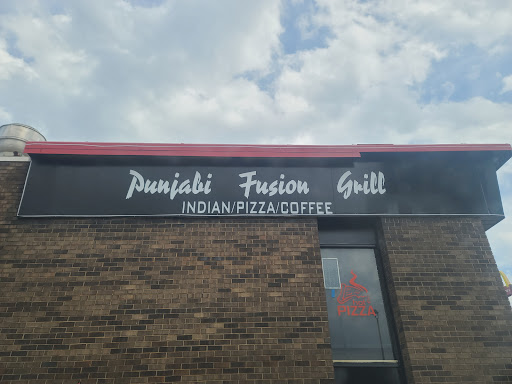 Punjabi Fusion Grill
INDIAN/PIZZA/COFFEE
PIZZA